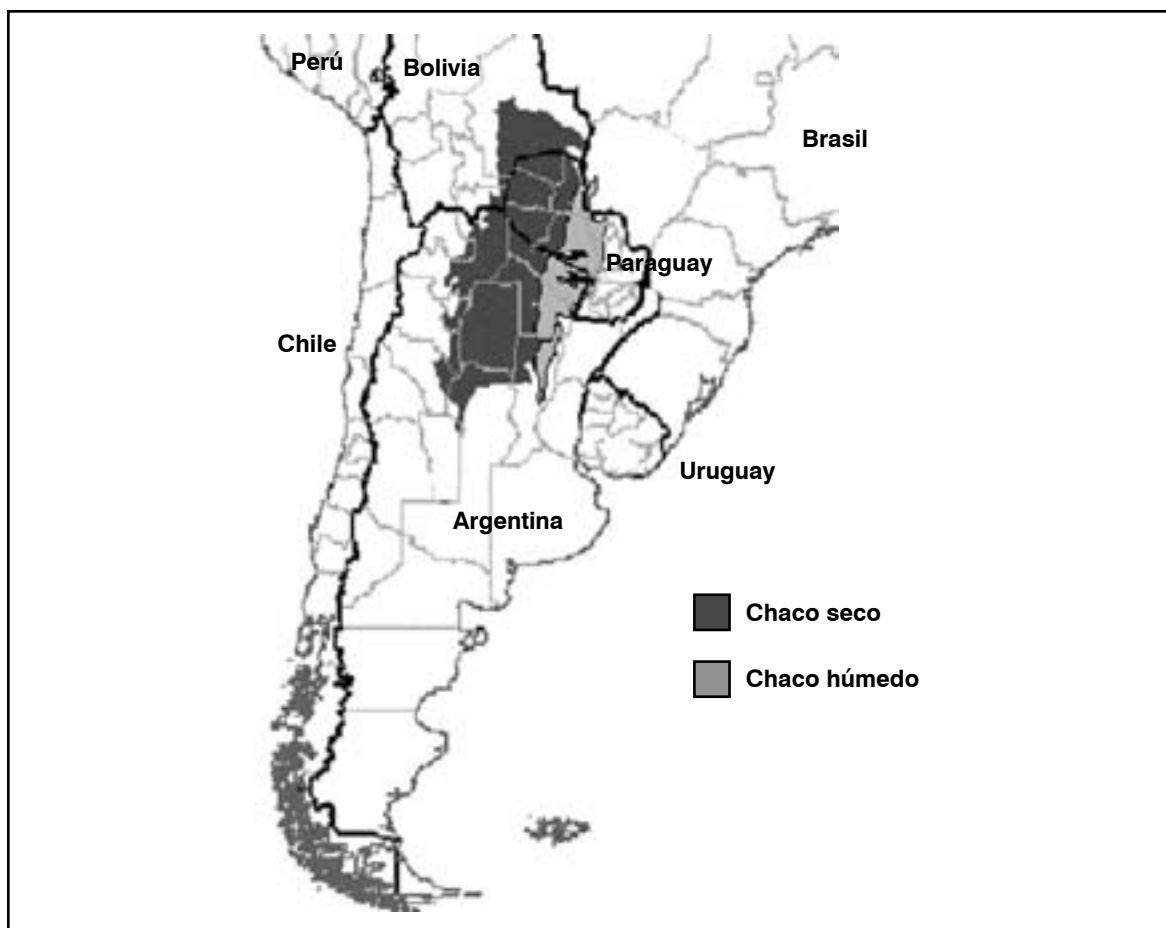 Perú
Bolivia
Brasil
Paraguay
Chile
Uruguay
Argentina
Chaco seco
Chaco húmedo